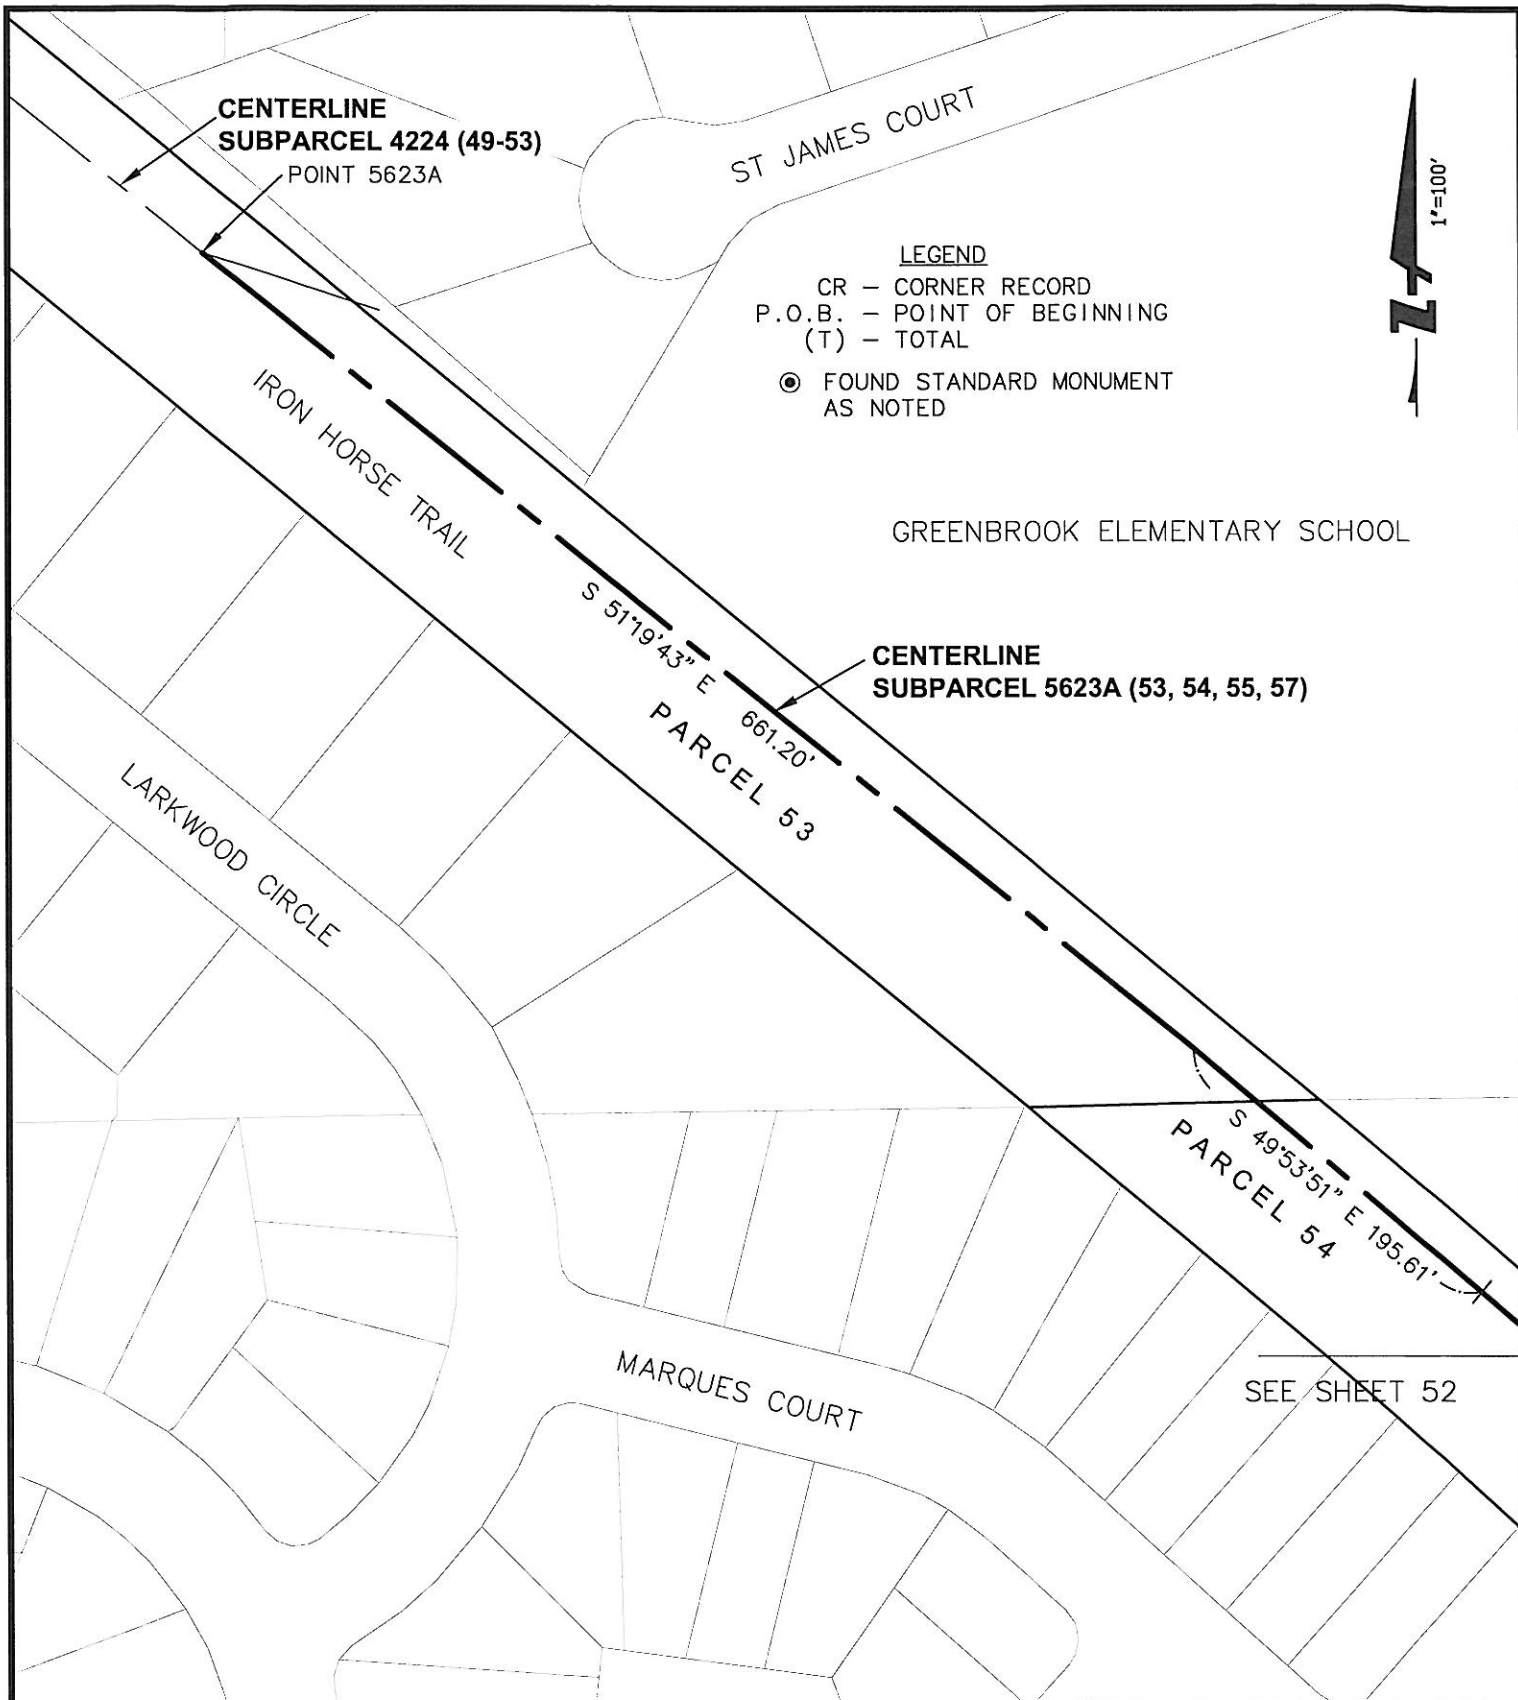 CENTERLINE
SUBPARCEL 4224 (49-53)
POINT 5623A
ST JAMES COURT
1"=100'
LEGEND
CR – CORNER RECORD
P.O.B. – POINT OF BEGINNING
(T) – TOTAL
FOUND STANDARD MONUMENT
AS NOTED
N
IRON HORSE TRAIL
GREENBROOK ELEMENTARY SCHOOL
S 51°19'43" E 661.20'
CENTERLINE
SUBPARCEL 5623A (53, 54, 55, 57)
PARCEL 53
LARKWOOD CIRCLE
S 49°53'51" E 195.61'
PARCEL 54
MARQUES COURT
SEE SHEET 52